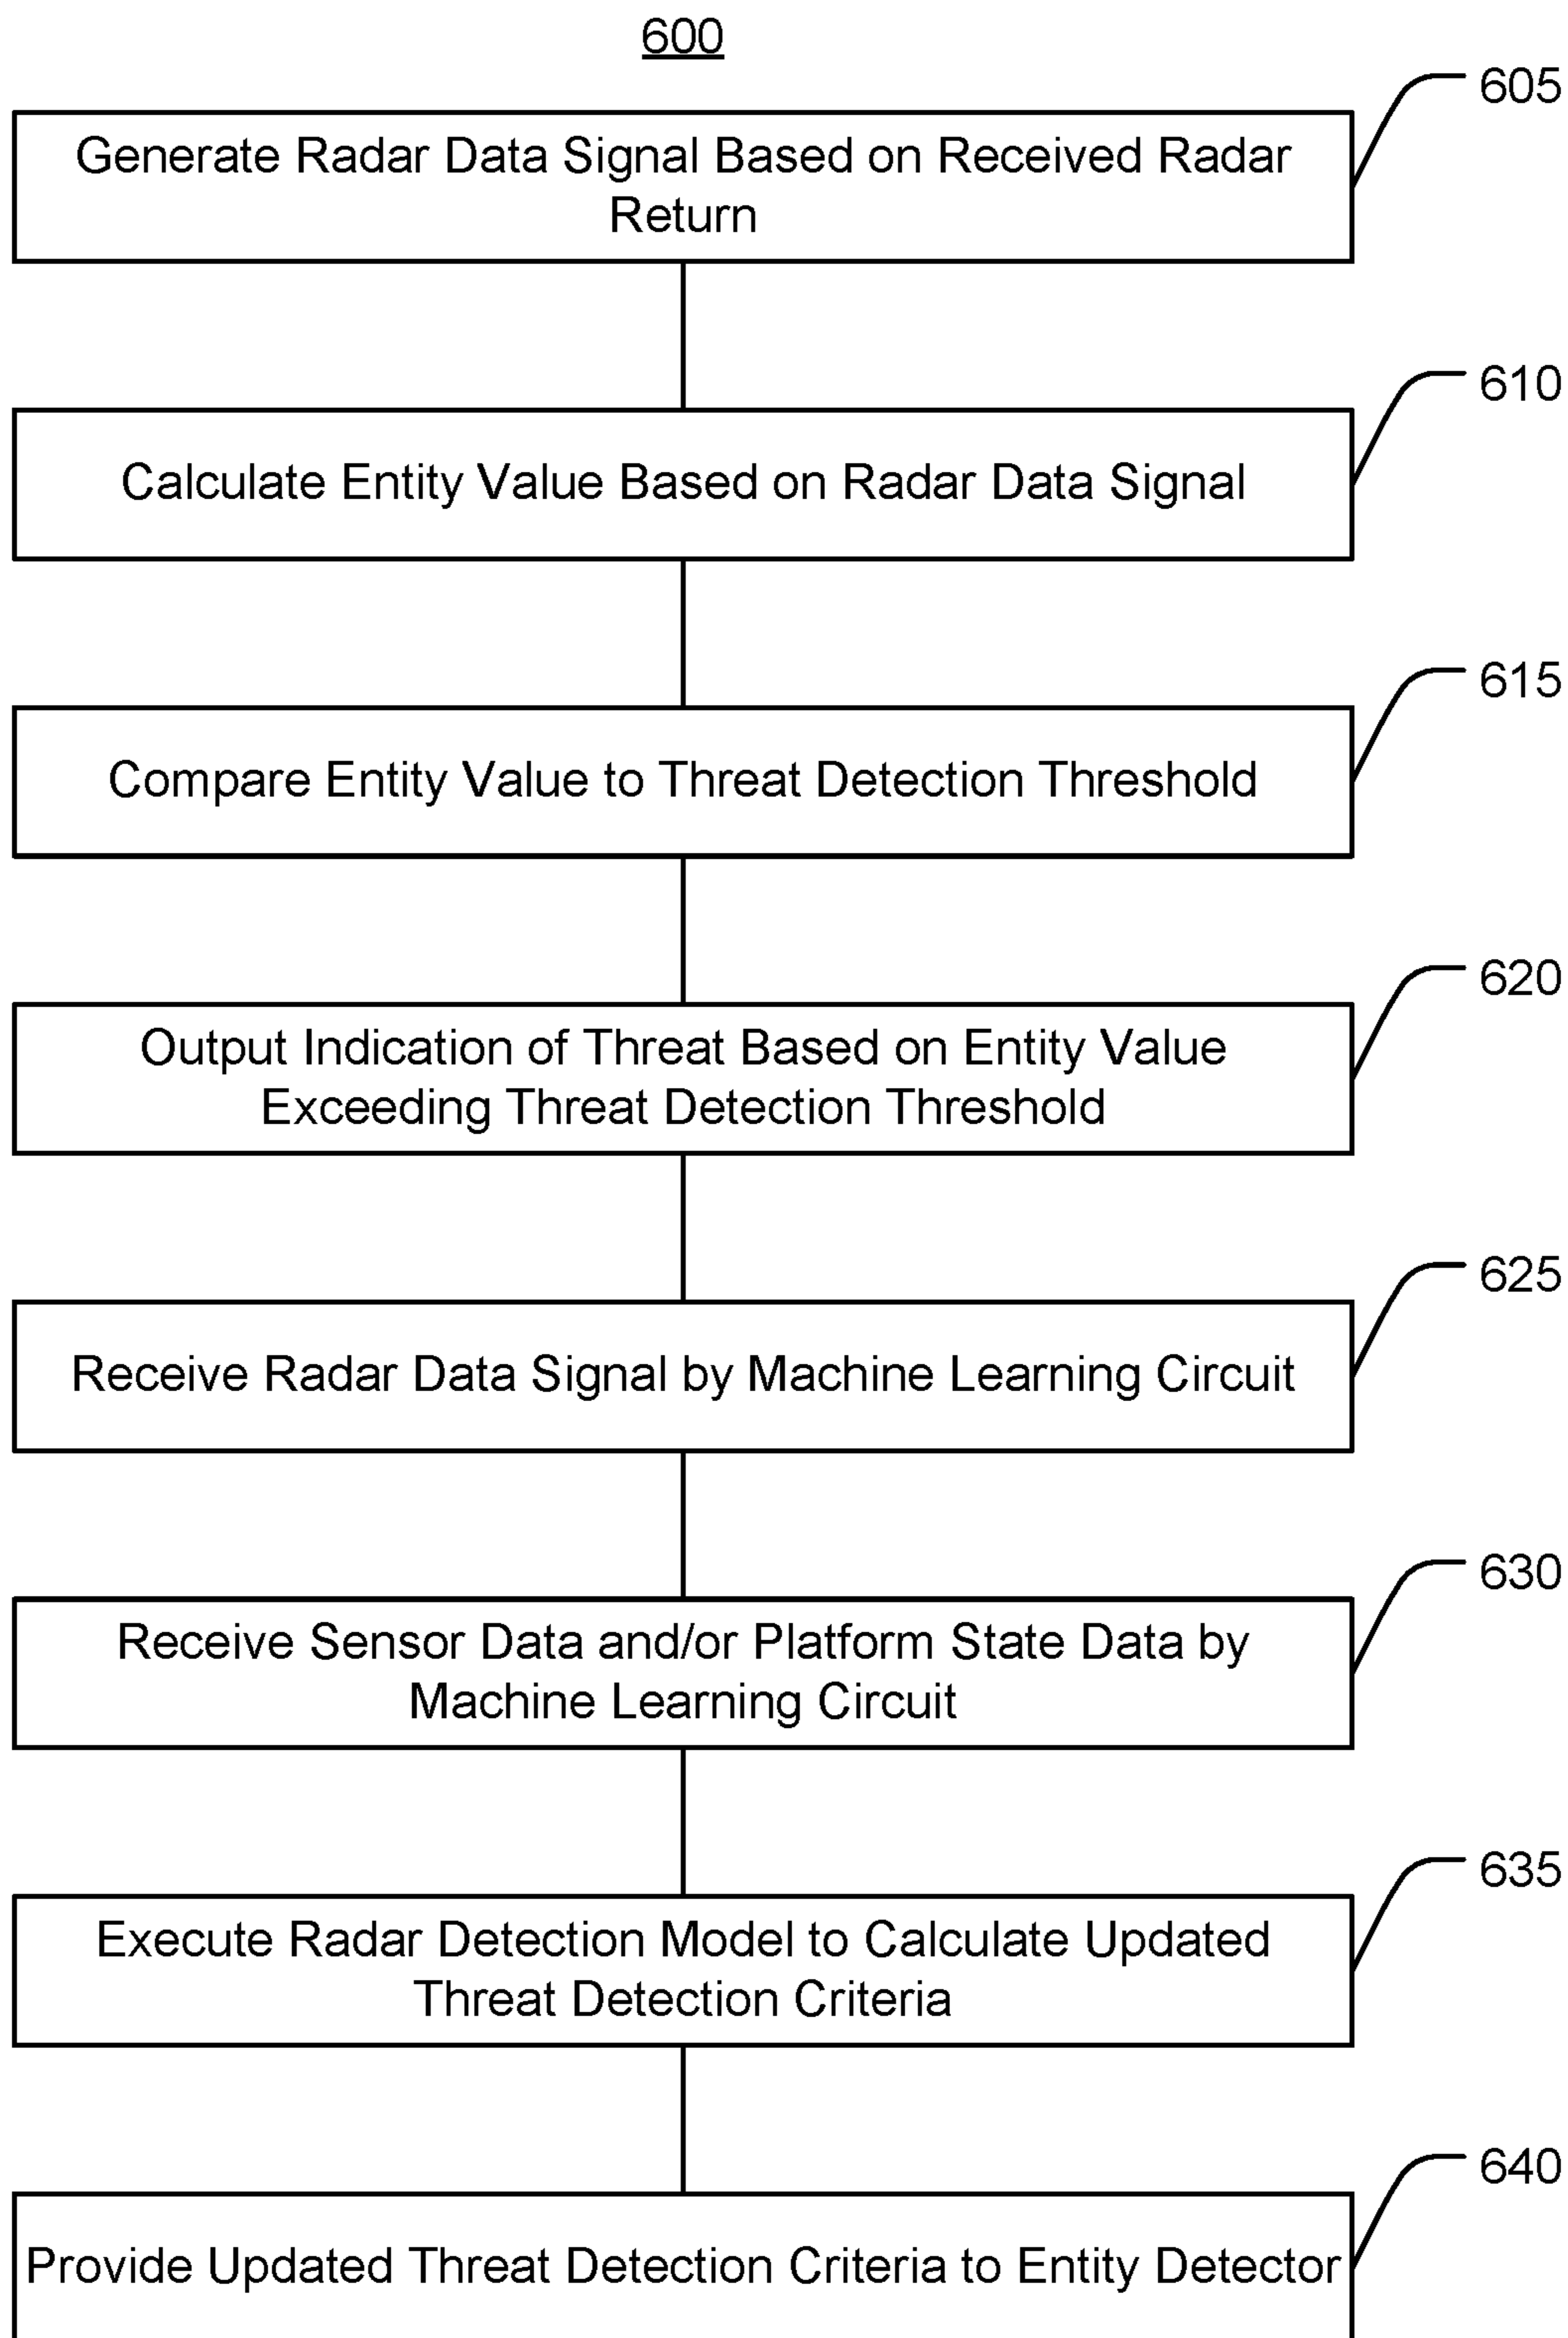 600
605
Generate Radar Data Signal Based on Received Radar
Return
610
Calculate Entity Value Based on Radar Data Signal
615
Compare Entity Value to Threat Detection Threshold
620
Output Indication of Threat Based on Entity Value
Exceeding Threat Detection Threshold
625
Receive Radar Data Signal by Machine Learning Circuit
630
Receive Sensor Data and/or Platform State Data by
Machine Learning Circuit
635
Execute Radar Detection Model to Calculate Updated
Threat Detection Criteria
640
Provide Updated Threat Detection Criteria to Entity Detector